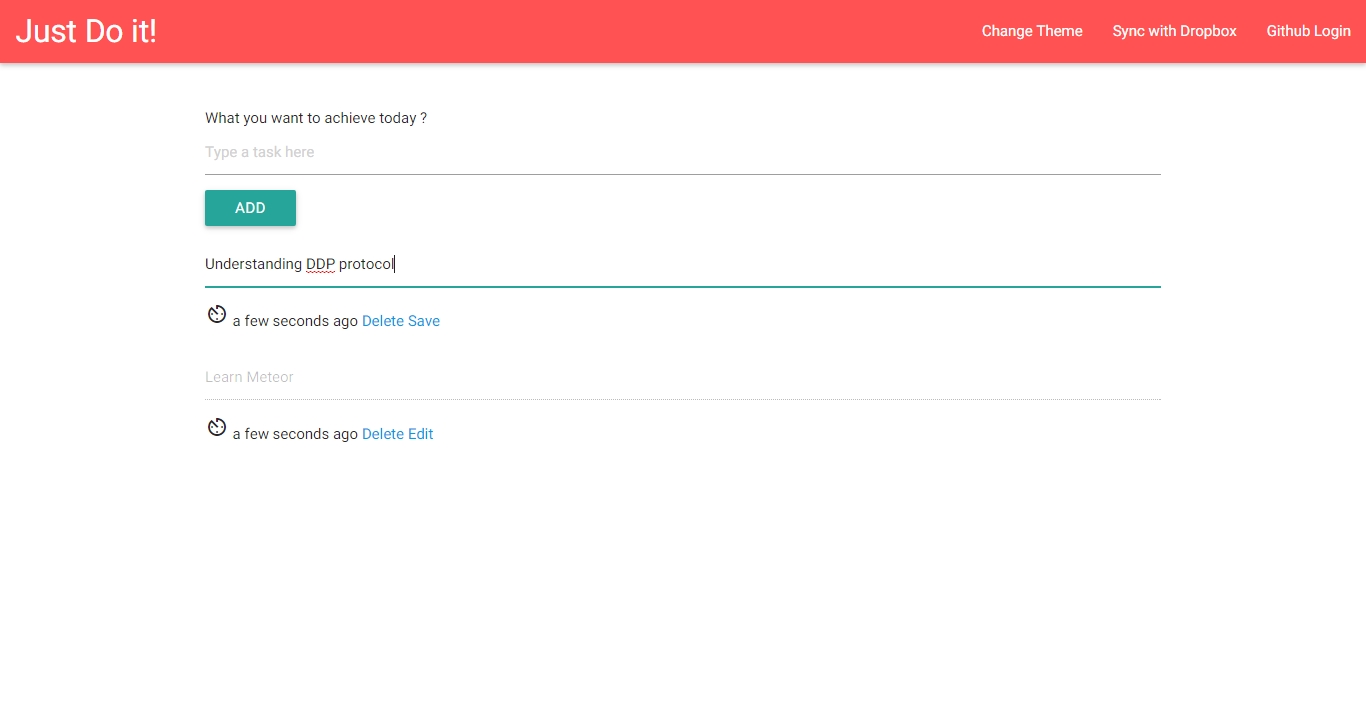 Just Do it!
Change Theme Sync with Dropbox Github Login
What you want to achieve today ?
Type a task here
ADD
Understanding DDP protocol
a few seconds ago Delete Save
Learn Meteor
a few seconds ago Delete Edit